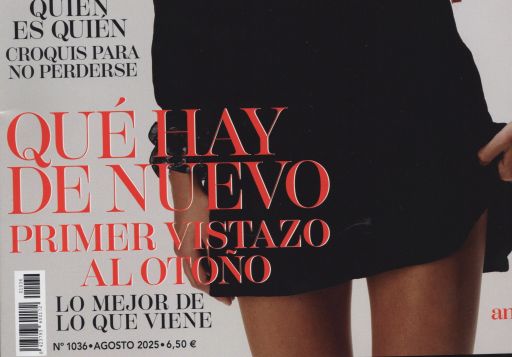 QUIÉN
ES QUIÉN
CROQUIS PARA
NO PERDERSE
QUÉ HAY
DE NUEVO
PRIMER VISTAZO
AL OTOÑO
LO MEJOR DE
LO QUE VIENE
Nº 1036•AGOSTO 2025•6,50 €
an